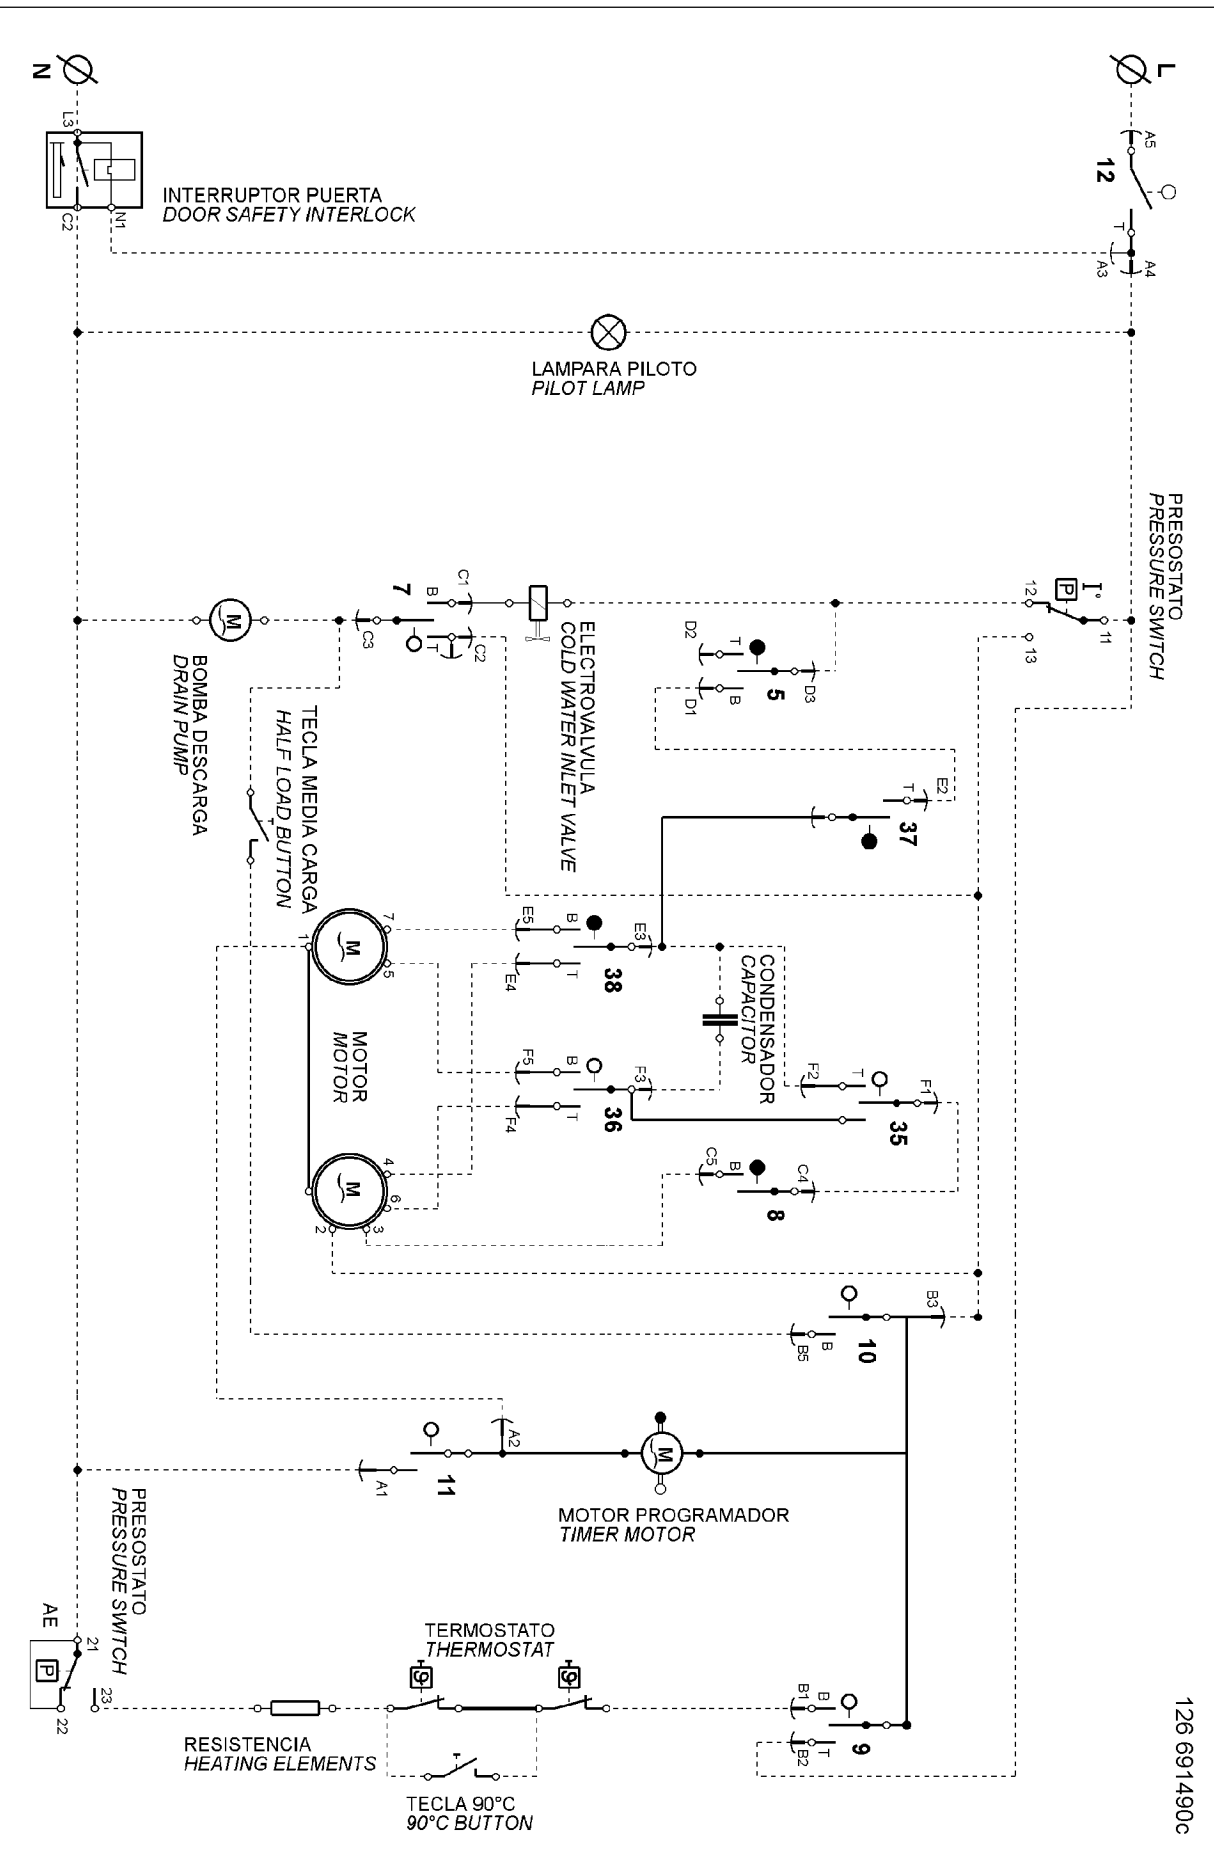 N
L
L3
A5
12
INTERRUPTOR PUERTA
DOOR SAFETY INTERLOCK
C2
N1
T
A3
A4
LAMPARA PILOTO
PILOT LAMP
PRESOSTATO
PRESSURE SWITCH
7
B
C1
12
P
I°
11
13
C3
T
C2
ELECTROVALVULA
COLD WATER INLET VALVE
D2
T
5
D3
D1
B
M
BOMBA DESCARGA
DRAIN PUMP
TECLA MEDIA CARGA
HALF LOAD BUTTON
E2
T
37
7
1
M
5
E5
B
E3
38
E4
T
CONDENSADOR
CAPACITOR
MOTOR
MOTOR
F5
B
F3
36
F4
T
F2
T
F1
35
4
M
6
2
3
C5
B
C4
8
B3
10
B5
B
A2
11
A1
M
MOTOR PROGRAMADOR
TIMER MOTOR
PRESOSTATO
PRESSURE SWITCH
AE
21
P
23
22
TERMOSTATO
THERMOSTAT
RESISTENCIA
HEATING ELEMENTS
B1
B
9
B2
T
TECLA 90°C
90°C BUTTON
126 691490c